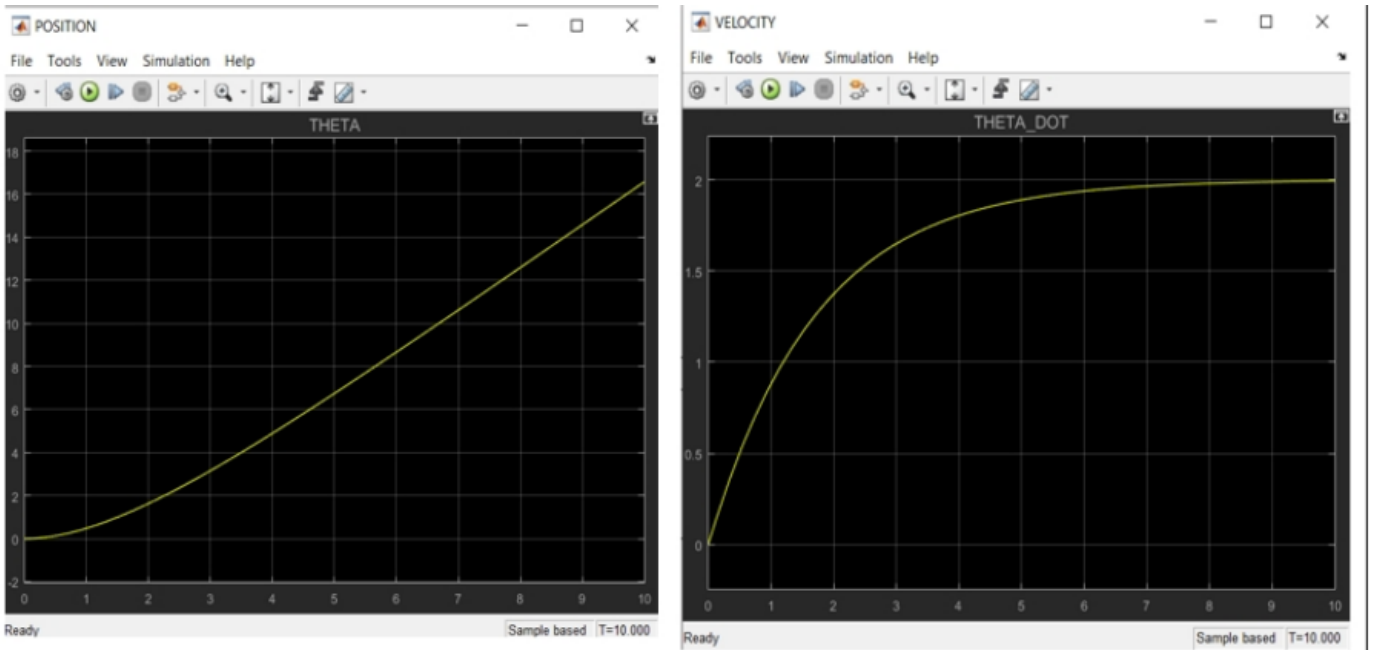 POSITION
File Tools View Simulation Help
THETA
18
16
14
12
10
8
6
4
2
0
-2
0 1 2 3 4 5 6 7 8 9 10
Ready Sample based T=10.000
VELOCITY
File Tools View Simulation Help
THETA_DOT
2
1.5
1
0.5
0
0 1 2 3 4 5 6 7 8 9 10
Ready Sample based T=10.000